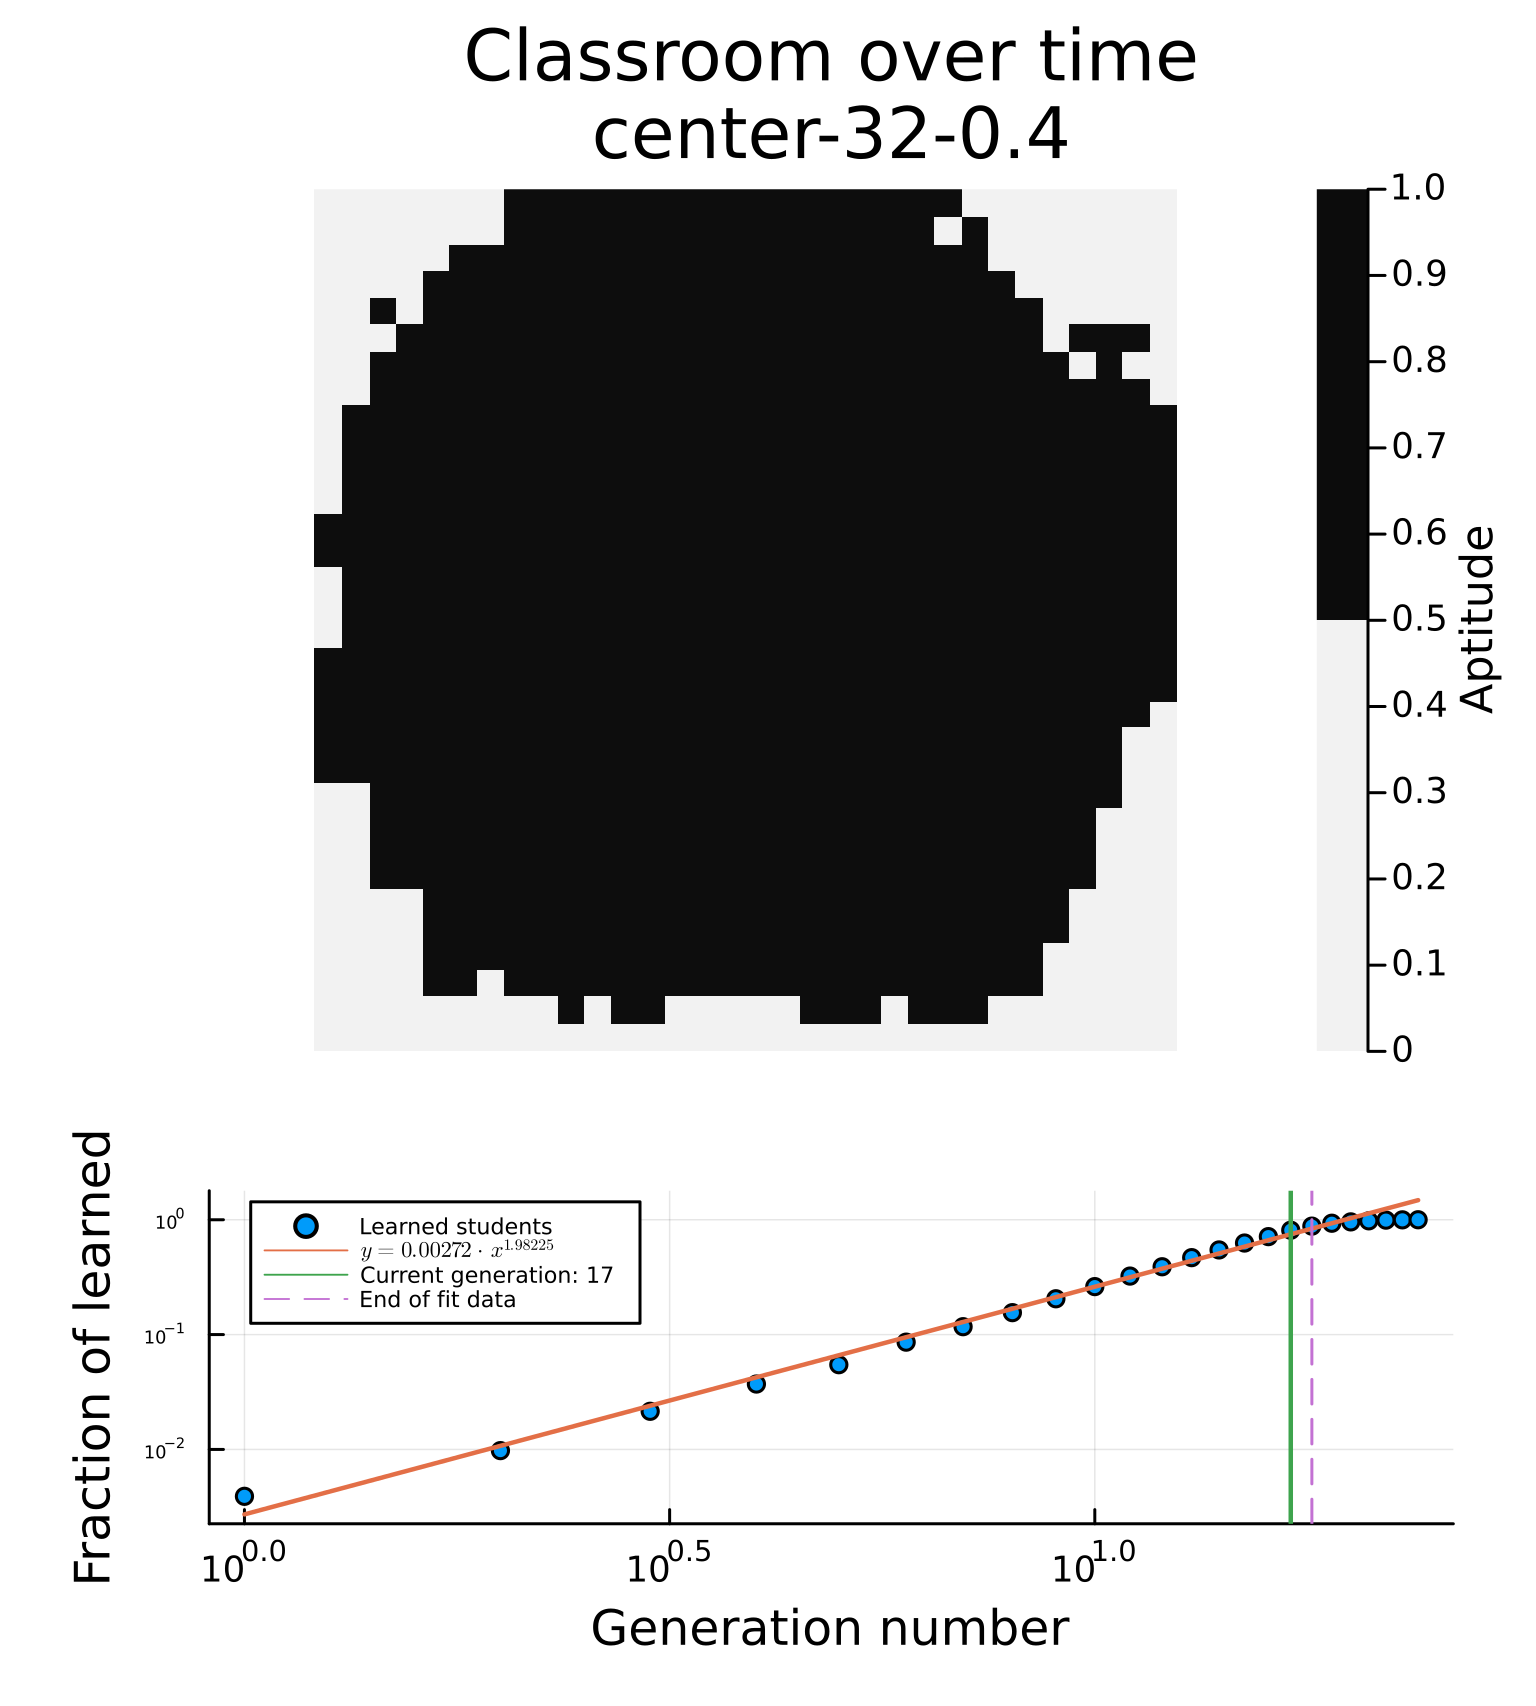 Classroom over time
center-32-0.4
1.0
0.9
0.8
0.7
0.6
0.5
0.4
0.3
0.2
0.1
0
Aptitude
Fraction of learned
10⁰
10⁻¹
10⁻²
Learned students
y = 0.00272 · x^1.98225
Current generation: 17
End of fit data
10^0.0
10^0.5
10^1.0
Generation number